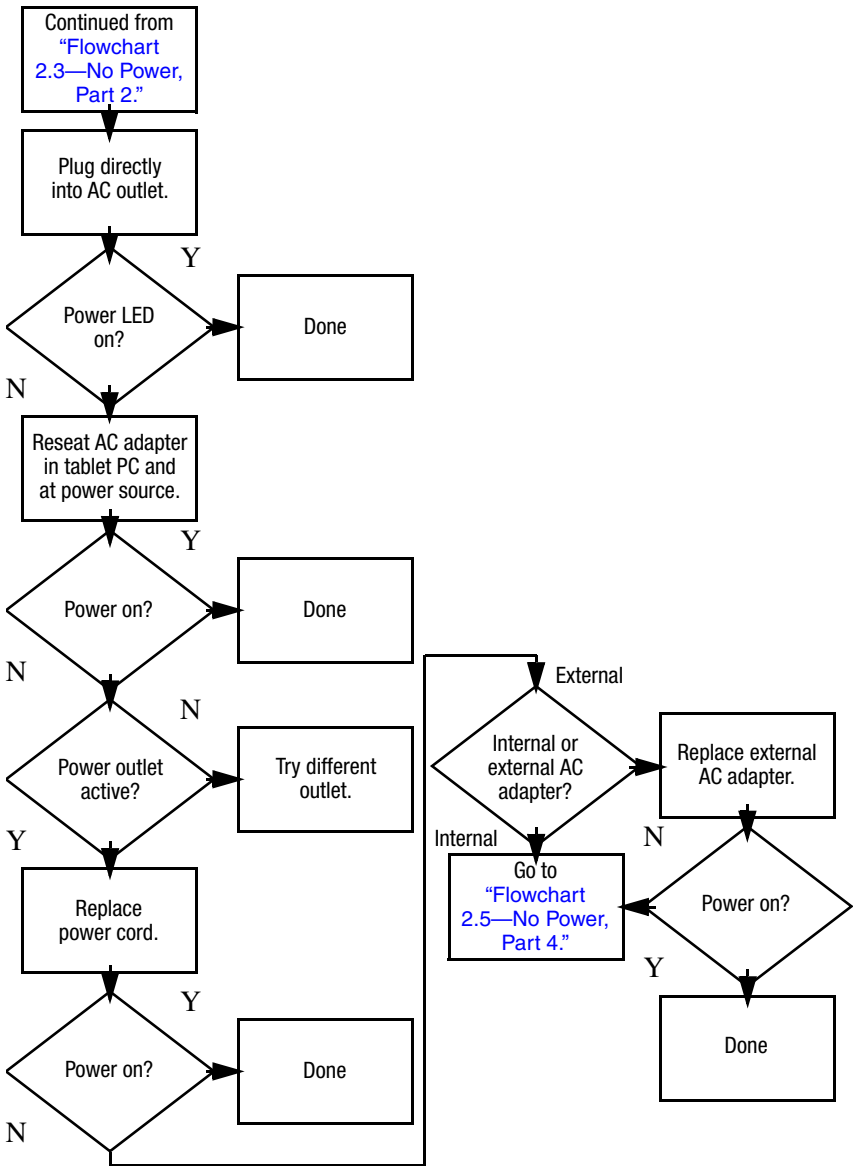 Continued from
“Flowchart
2.3—No Power,
Part 2.”
Plug directly
into AC outlet.
Y
Power LED
on?
Done
N
Reseat AC adapter
in tablet PC and
at power source.
Y
Power on?
Done
N
N
Power outlet
active?
Try different
outlet.
Y
Replace
power cord.
Y
Power on?
Done
N
External
Internal or
external AC
adapter?
Replace external
AC adapter.
Internal
N
Go to
“Flowchart
2.5—No Power,
Part 4.”
Power on?
Y
Done